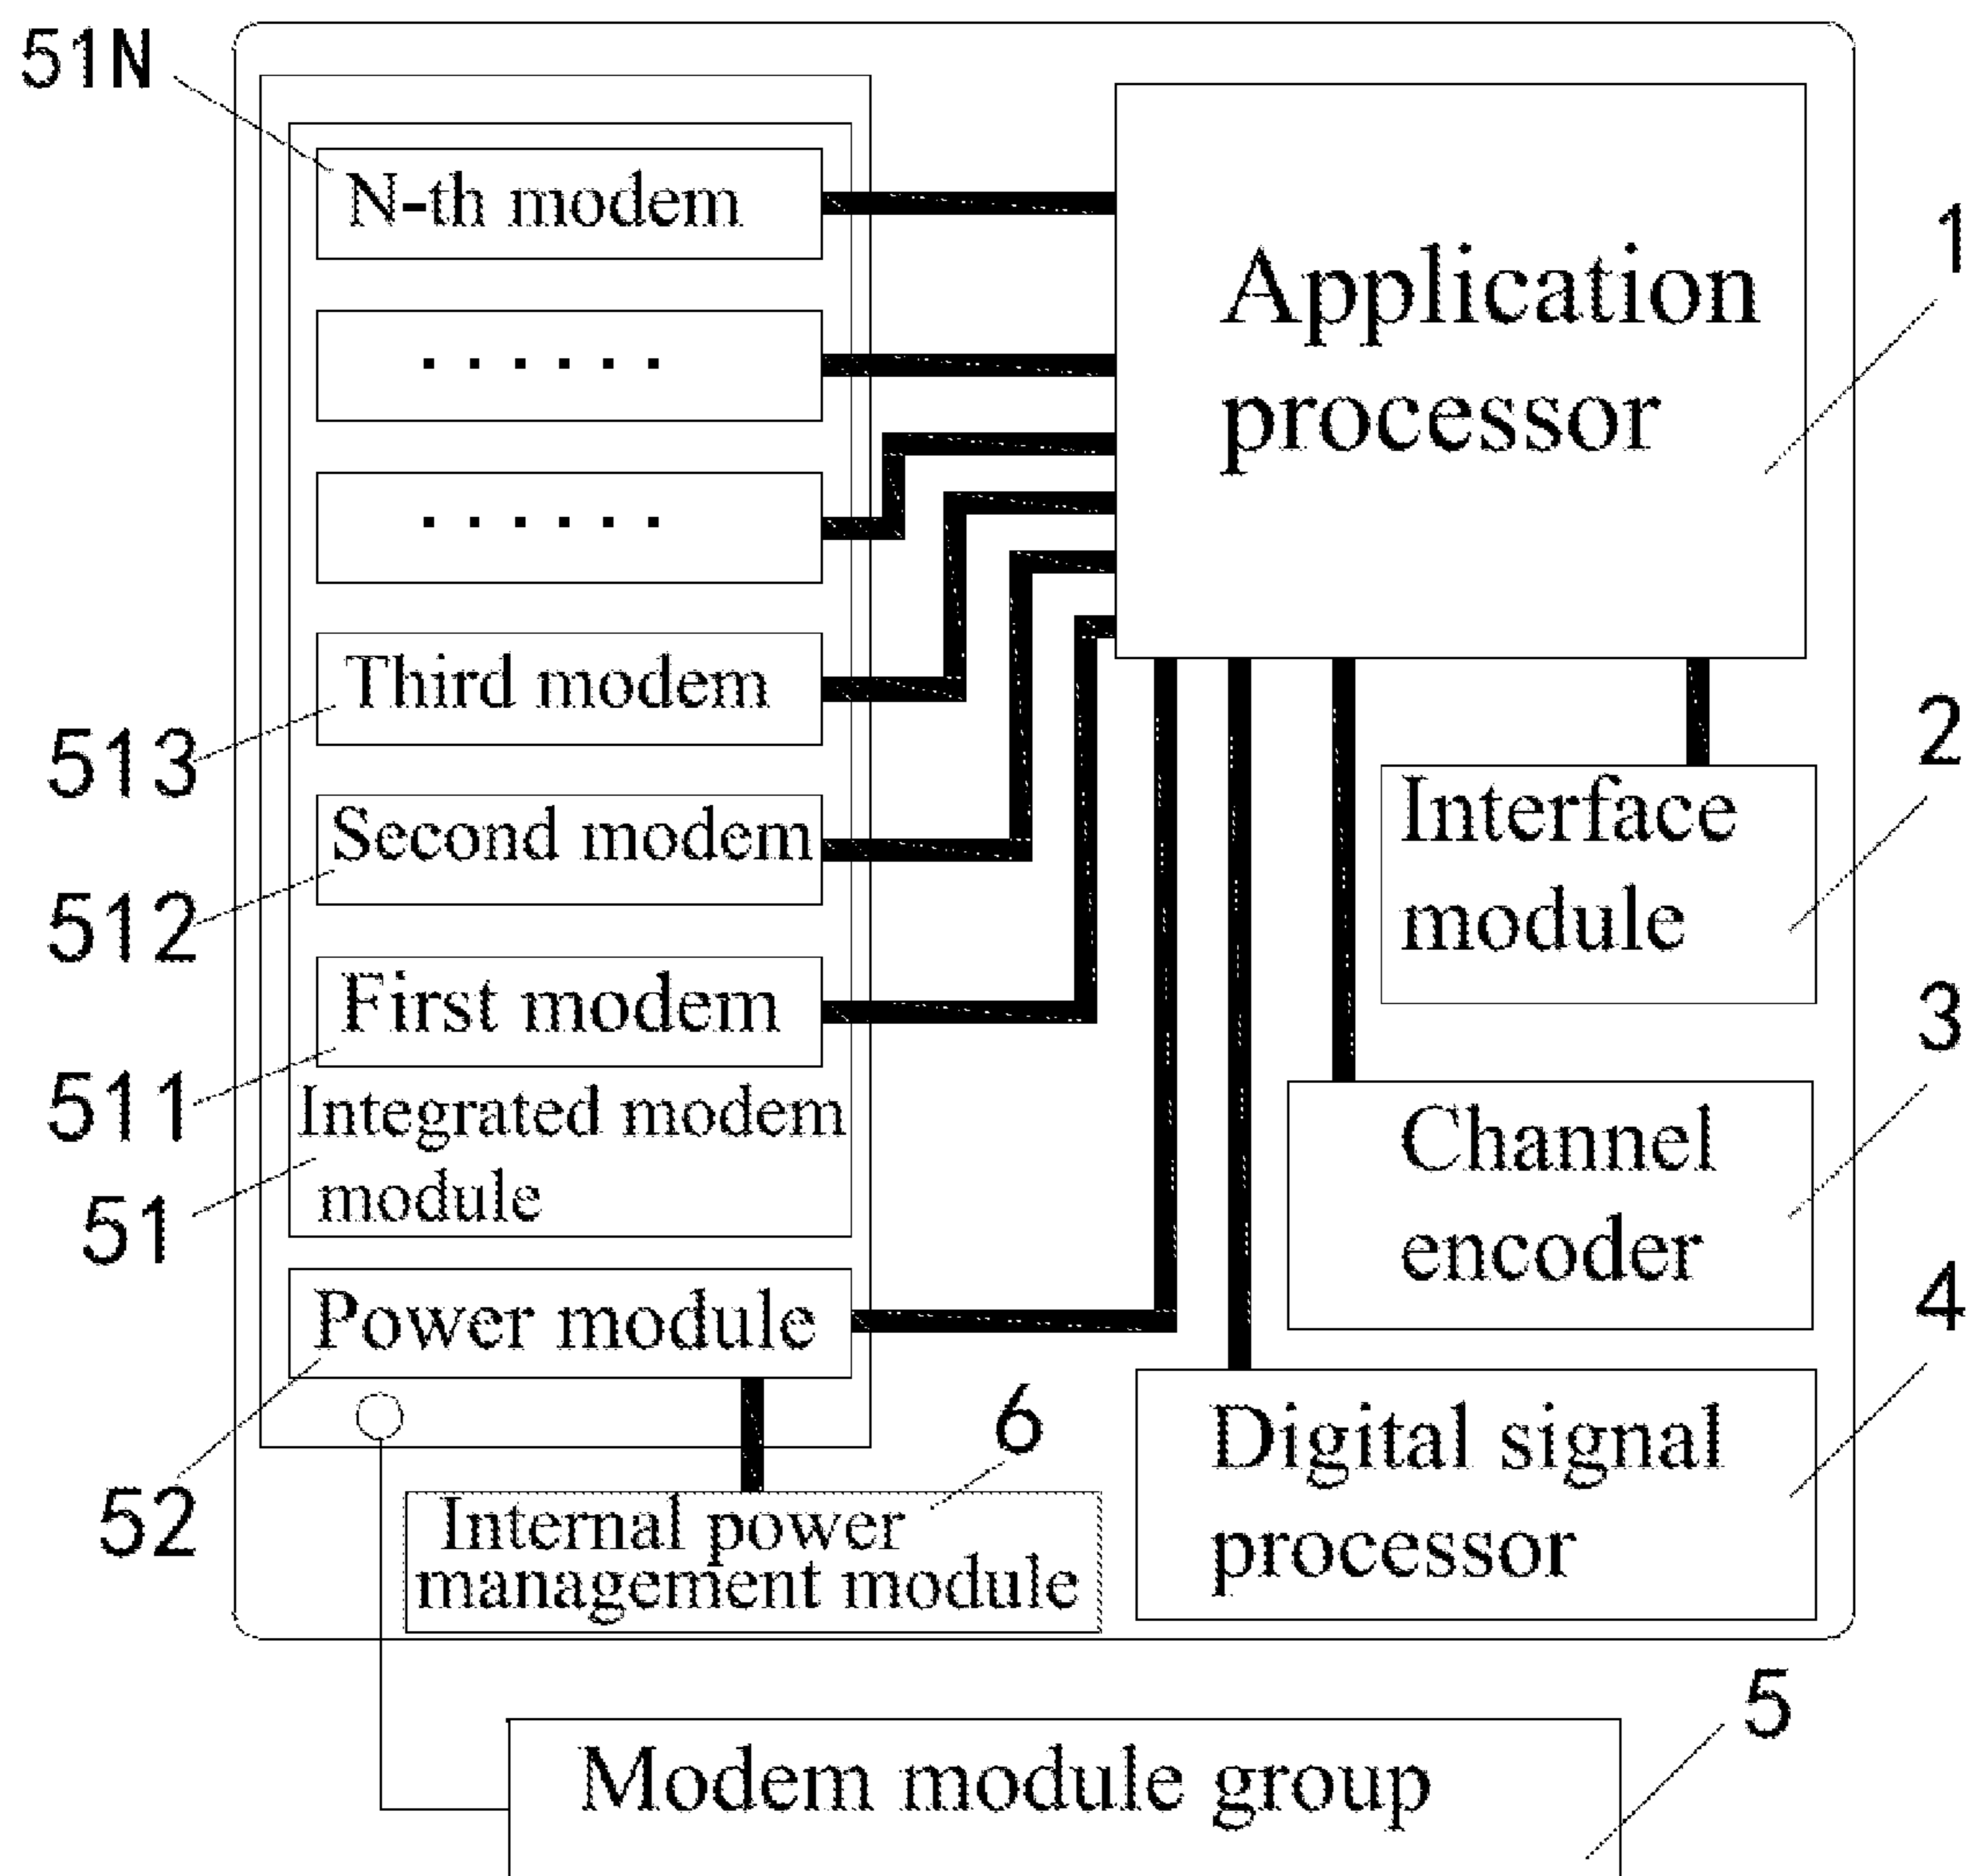 51N
N-th modem
......
......
Third modem
513
Second modem
512
First modem
511
Integrated modem
module
51
Power module
52
Application
processor
1
Interface
module
2
Channel
encoder
3
Digital signal
processor
4
Internal power
management module
6
Modem module group
5